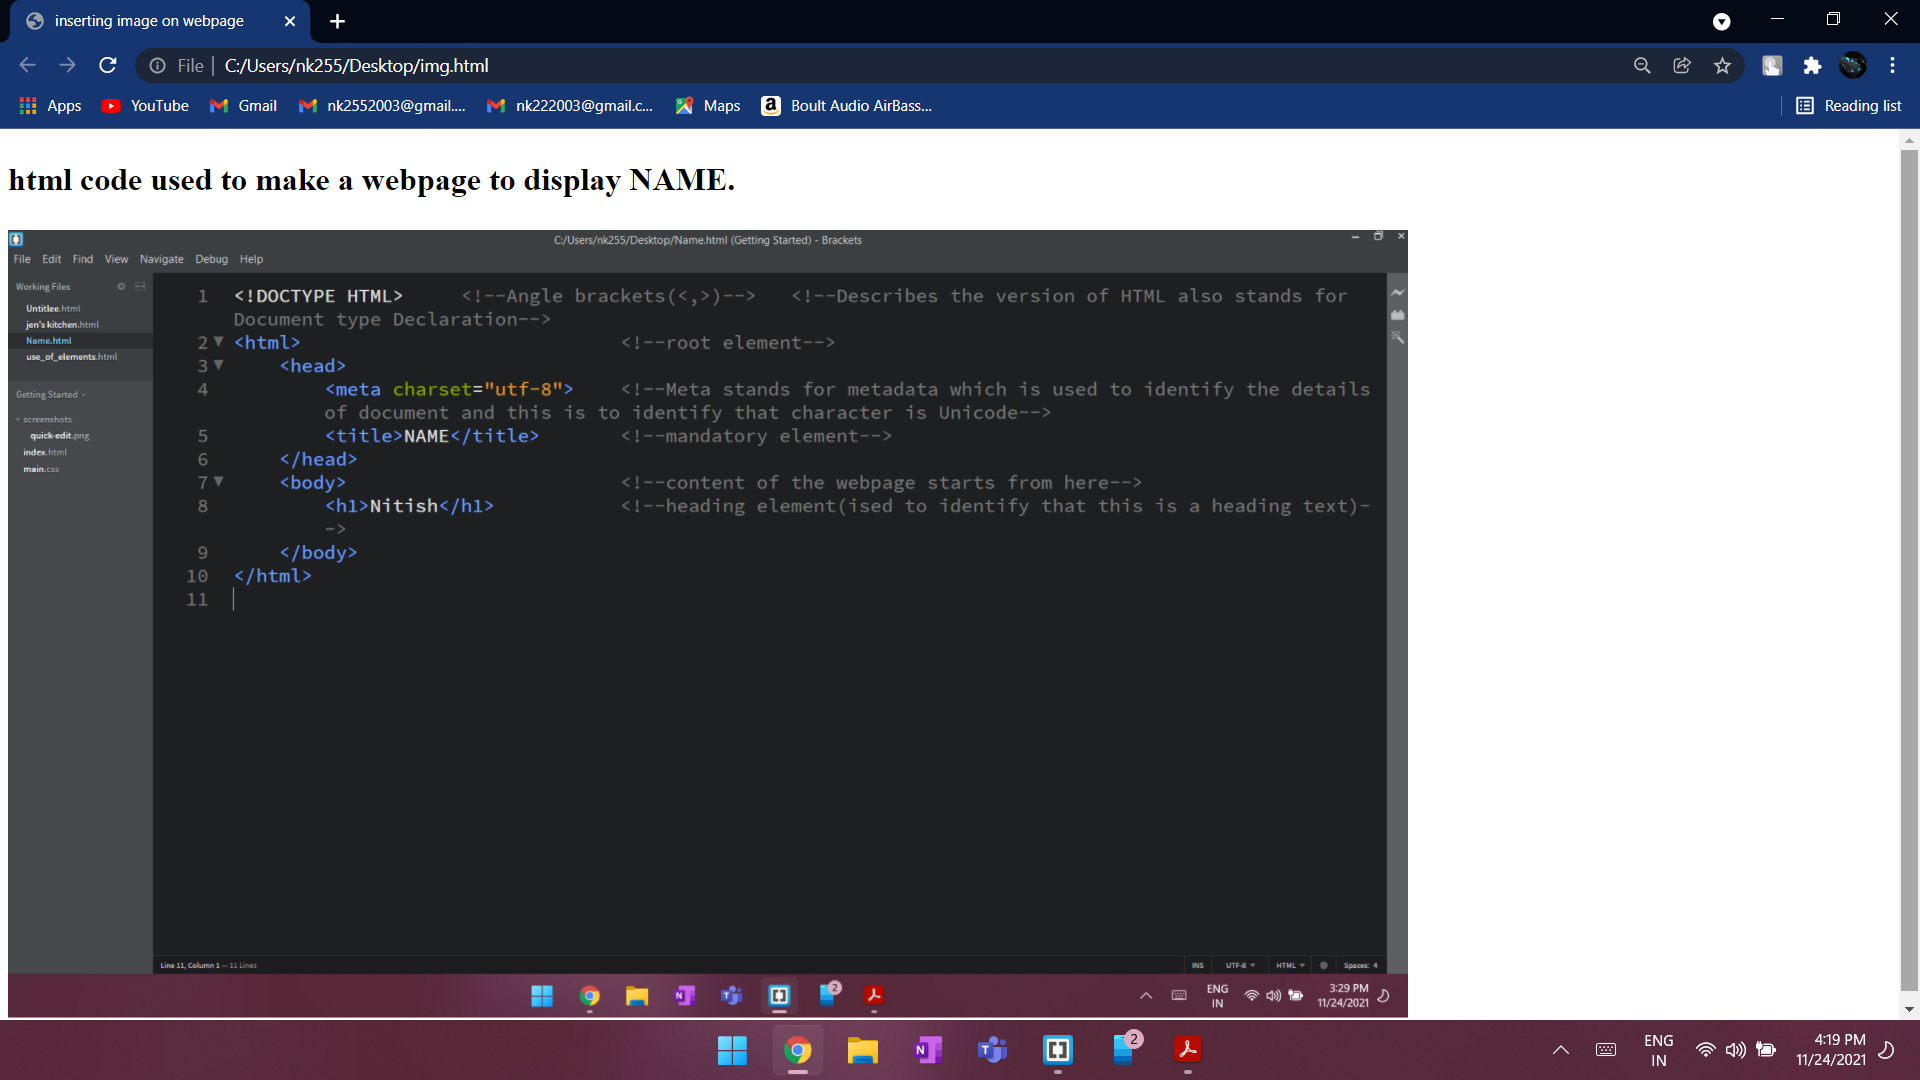 inserting image on webpage
File | C:/Users/nk255/Desktop/img.html
Apps YouTube Gmail nk2552003@gmail.... nk222003@gmail.c... Maps Boult Audio AirBass... Reading list
html code used to make a webpage to display NAME.
C:/Users/nk255/Desktop/Name.html (Getting Started) - Brackets
File Edit Find View Navigate Debug Help
Working Files
Untitlee.html
jen's kitchen.html
Name.html
use_of_elements.html
Getting Started
screenshots
quick-edit.png
index.html
main.css
1 <!DOCTYPE HTML> <!--Angle brackets(<,>)--> <!--Describes the version of HTML also stands for
Document type Declaration-->
2 <html> <!--root element-->
3 <head>
4 <meta charset="utf-8"> <!--Meta stands for metadata which is used to identify the details
of document and this is to identify that character is Unicode-->
5 <title>NAME</title> <!--mandatory element-->
6 </head>
7 <body> <!--content of the webpage starts from here-->
8 <h1>Nitish</h1> <!--heading element(ised to identify that this is a heading text)-
->
9 </body>
10 </html>
11
Line 11, Column 1 — 11 Lines INS UTF-8 HTML Spaces: 4
2 ENG IN 3:29 PM 11/24/2021
2 ENG IN 4:19 PM 11/24/2021